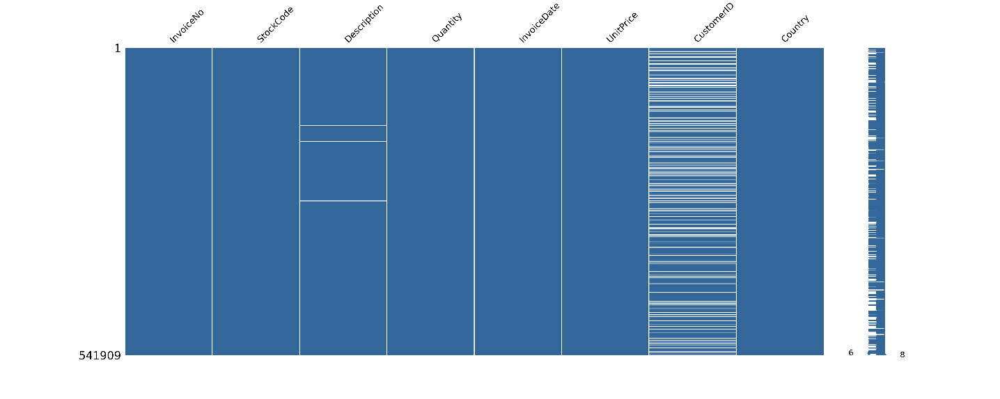 InvoiceNo
StockCode
Description
Quantity
InvoiceDate
UnitPrice
CustomerID
Country
1
541909
6
8